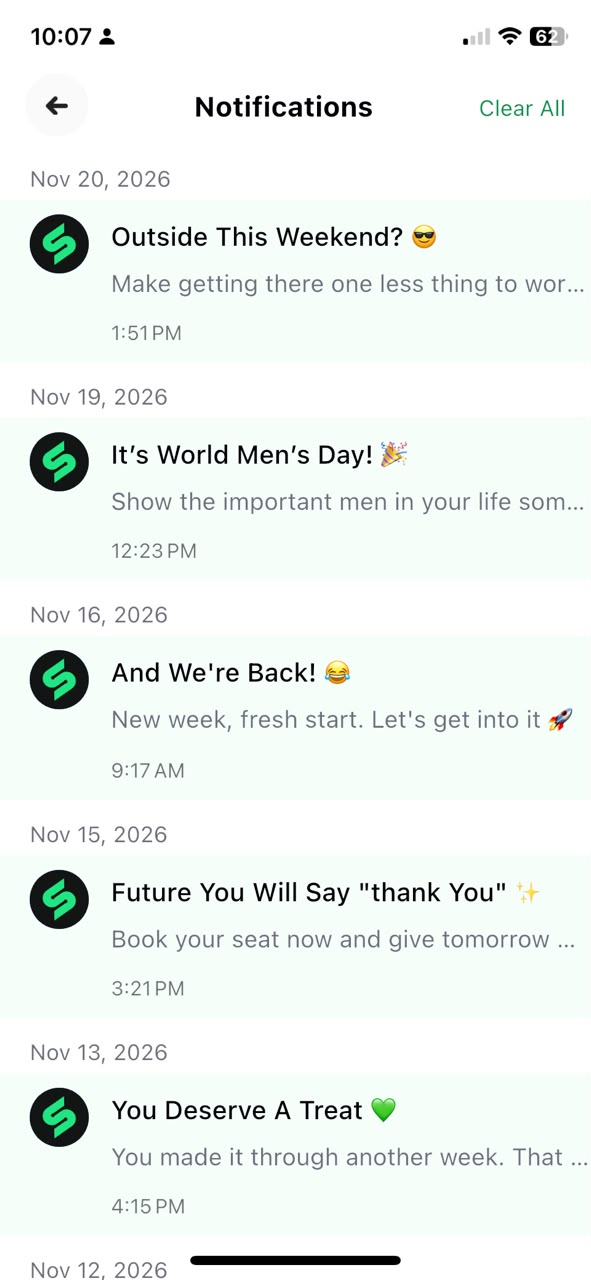 10:07
62
Notifications
Clear All
Nov 20, 2026
Outside This Weekend? 😎
Make getting there one less thing to wor...
1:51 PM
Nov 19, 2026
It’s World Men’s Day! 🎉
Show the important men in your life som...
12:23 PM
Nov 16, 2026
And We're Back! 😂
New week, fresh start. Let's get into it 🚀
9:17 AM
Nov 15, 2026
Future You Will Say "thank You" ✨
Book your seat now and give tomorrow ...
3:21 PM
Nov 13, 2026
You Deserve A Treat 💚
You made it through another week. That ...
4:15 PM
Nov 12, 2026